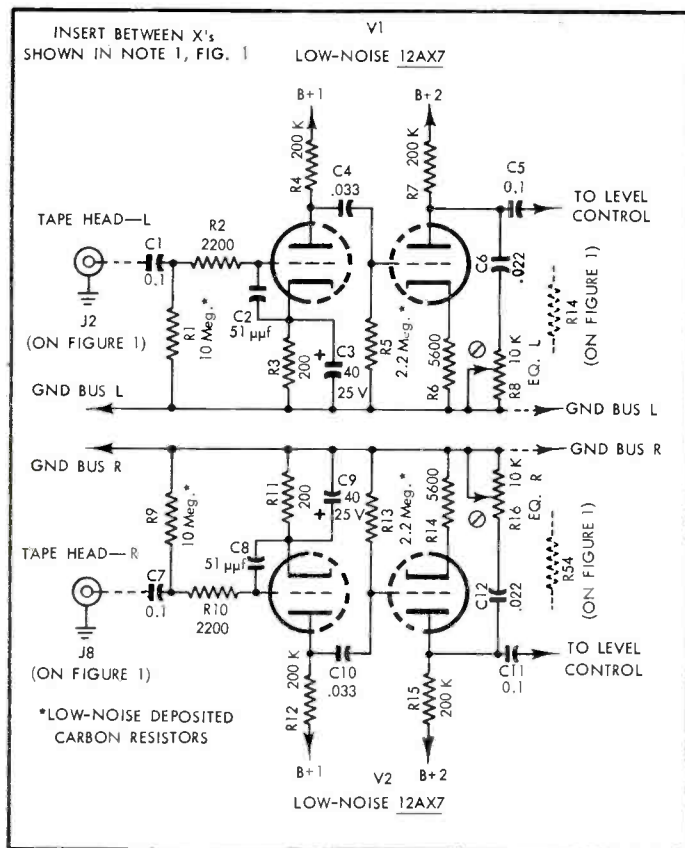 INSERT BETWEEN X's
SHOWN IN NOTE 1, FIG. 1
V1
LOW-NOISE 12AX7
B+1
B+2
200 K
R4
C4
.033
200 K
R7
C5
0.1
TO LEVEL
CONTROL
TAPE HEAD—L
C1
0.1
R2
2200
C6
.022
J2
(ON FIGURE 1)
R1
10 Meg.*
C2
51 µµf
R3
200
C3
40
25 V
R5
2.2 Meg.*
R6
5600
R8
10 K
EQ. L
R14
(ON FIGURE 1)
GND BUS L
GND BUS L
GND BUS R
GND BUS R
R9
10 Meg.*
R11
200
C9
40
25 V
R13
2.2 Meg.*
R14
5600
R16
10 K
EQ. R
R54
(ON FIGURE 1)
TAPE HEAD—R
C8
51 µµf
C7
0.1
R10
2200
C12
.022
J8
(ON FIGURE 1)
C10
.033
C11
0.1
TO LEVEL
CONTROL
R12
200 K
R15
200 K
*LOW-NOISE DEPOSITED
CARBON RESISTORS
B+1
B+2
V2
LOW-NOISE 12AX7